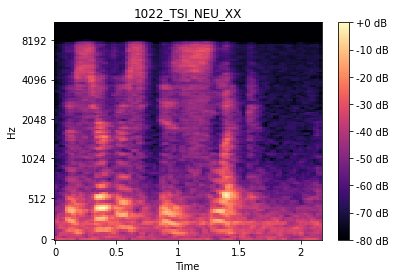 1022_TSI_NEU_XX
+0 dB
8192
-10 dB
4096
-20 dB
-30 dB
2048
-40 dB
Hz
1024
-50 dB
512
-60 dB
-70 dB
0
-80 dB
0 0.5 1 1.5 2
Time